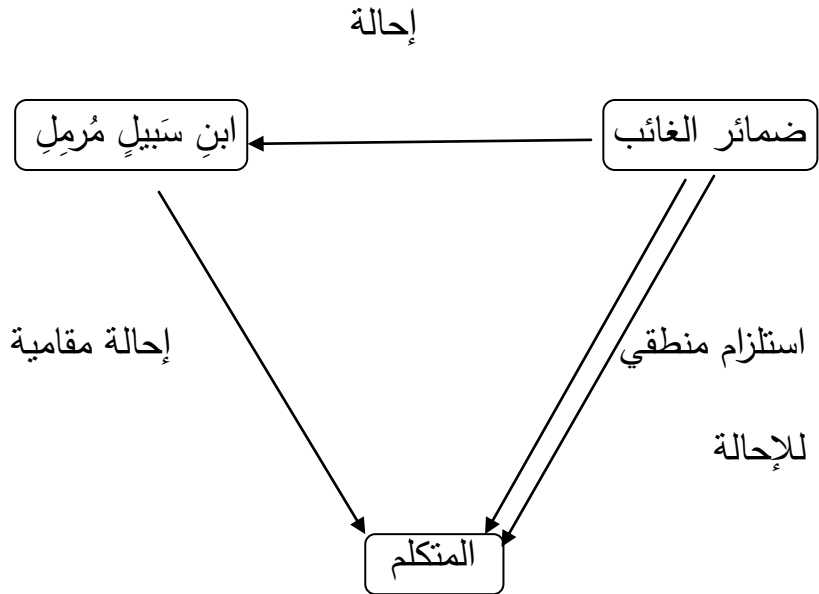 إحالة
ضمائر الغائب
ابنِ سَبيلٍ مُرمِلِ
استلزام منطقي
للإحالة
إحالة مقامية
المتكلم